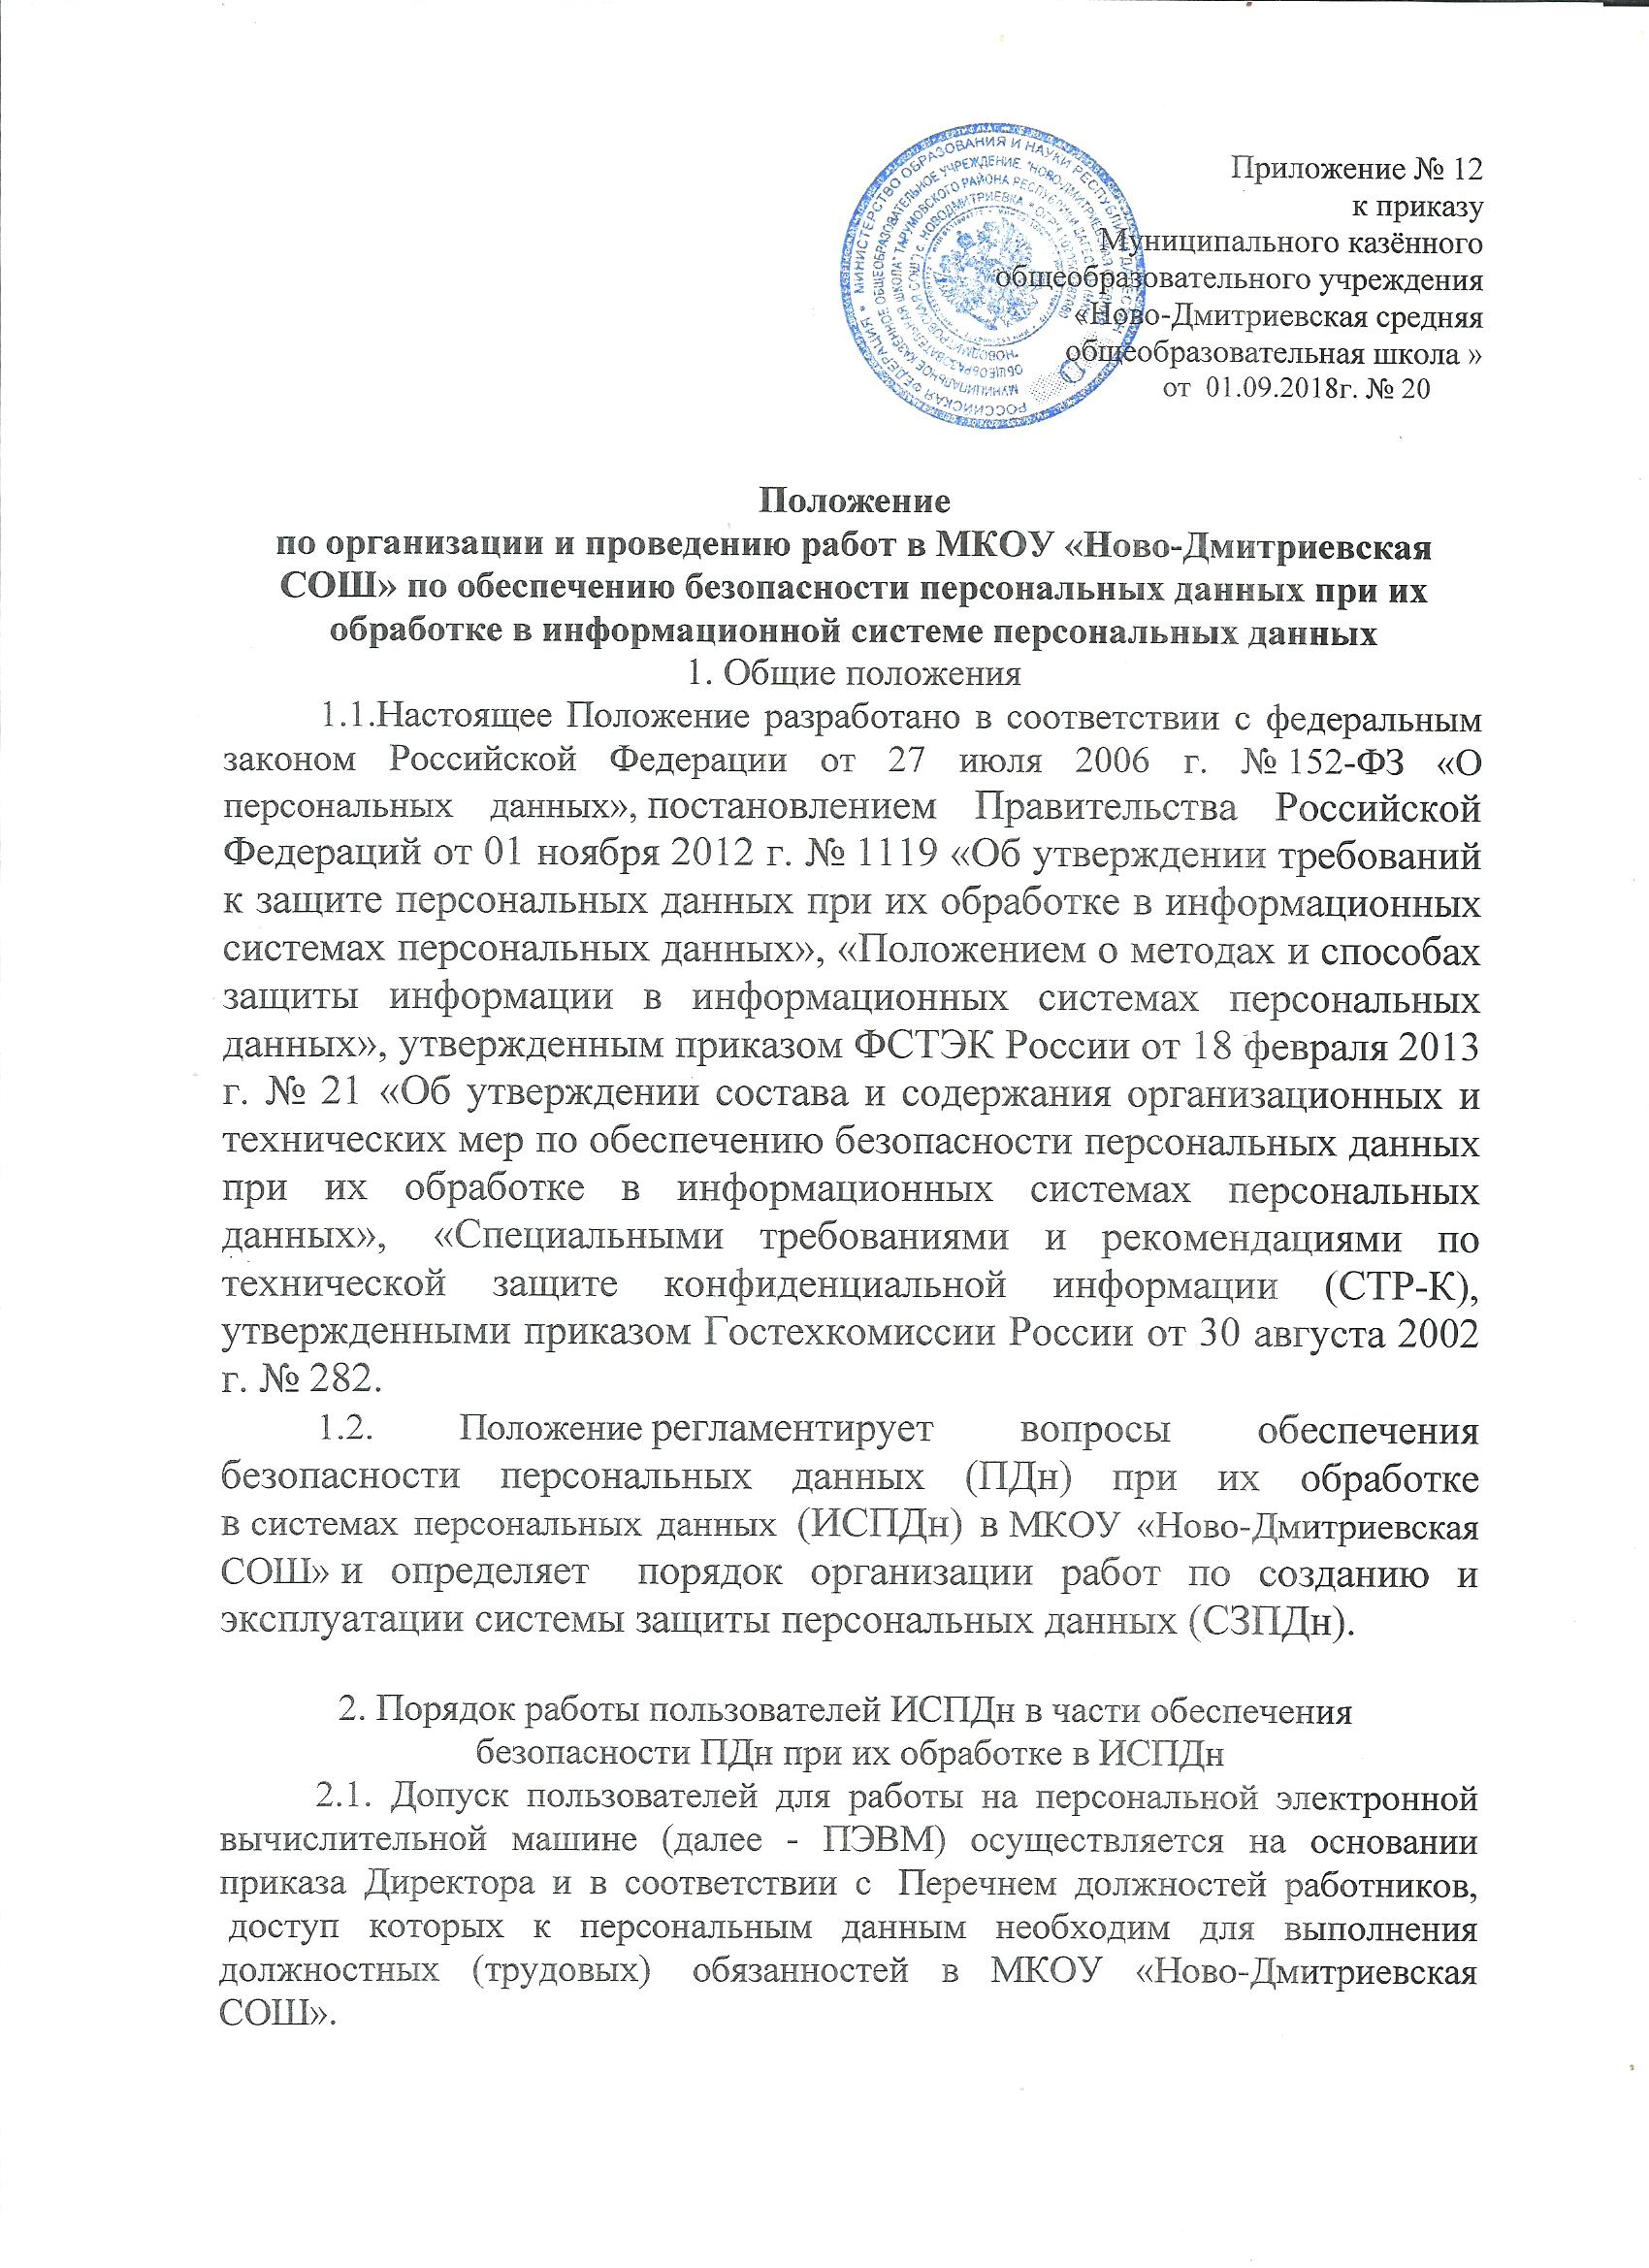 Приложение № 12
к приказу
Муниципального казённого
общеобразовательного учреждения
«Ново-Дмитриевская средняя
общеобразовательная школа »
от 01.09.2018г. № 20
Положение
по организации и проведению работ в МКОУ «Ново-Дмитриевская
СОШ» по обеспечению безопасности персональных данных при их
обработке в информационной системе персональных данных
1. Общие положения
1.1.Настоящее Положение разработано в соответствии с федеральным
законом Российской Федерации от 27 июля 2006 г. № 152-ФЗ «О
персональных данных», постановлением Правительства Российской
Федераций от 01 ноября 2012 г. № 1119 «Об утверждении требований
к защите персональных данных при их обработке в информационных
системах персональных данных», «Положением о методах и способах
защиты информации в информационных системах персональных
данных», утвержденным приказом ФСТЭК России от 18 февраля 2013
г. № 21 «Об утверждении состава и содержания организационных и
технических мер по обеспечению безопасности персональных данных
при их обработке в информационных системах персональных
данных», «Специальными требованиями и рекомендациями по
технической защите конфиденциальной информации (СТР-К),
утвержденными приказом Гостехкомиссии России от 30 августа 2002
г. № 282.
1.2. Положение регламентирует вопросы обеспечения
безопасности персональных данных (ПДн) при их обработке
в системах персональных данных (ИСПДн) в МКОУ «Ново-Дмитриевская
СОШ» и определяет порядок организации работ по созданию и
эксплуатации системы защиты персональных данных (СЗПДн).
2. Порядок работы пользователей ИСПДн в части обеспечения
безопасности ПДн при их обработке в ИСПДн
2.1. Допуск пользователей для работы на персональной электронной
вычислительной машине (далее - ПЭВМ) осуществляется на основании
приказа Директора и в соответствии с Перечнем должностей работников,
доступ которых к персональным данным необходим для выполнения
должностных (трудовых) обязанностей в МКОУ «Ново-Дмитриевская
СОШ».